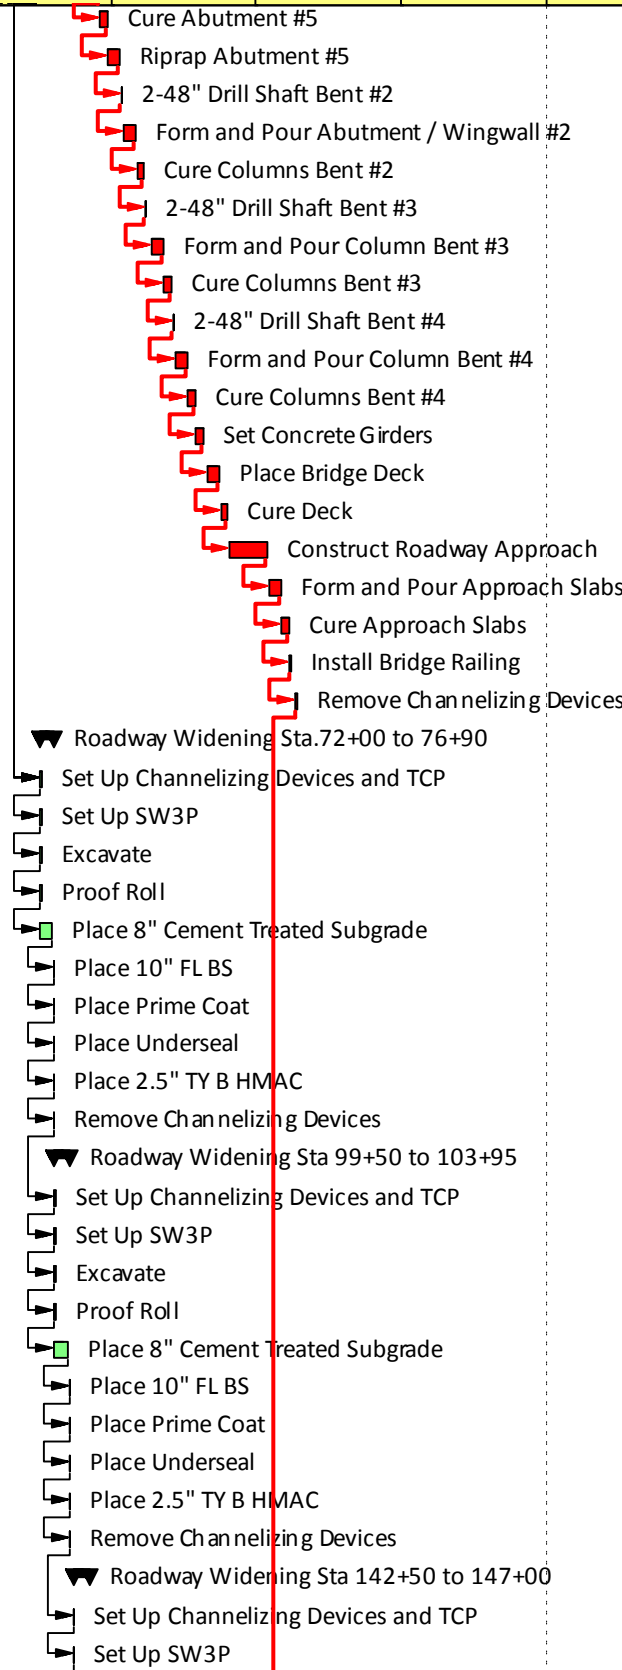 Cure Abutment #5
Riprap Abutment #5
2-48" Drill Shaft Bent #2
Form and Pour Abutment / Wingwall #2
Cure Columns Bent #2
2-48" Drill Shaft Bent #3
Form and Pour Column Bent #3
Cure Columns Bent #3
2-48" Drill Shaft Bent #4
Form and Pour Column Bent #4
Cure Columns Bent #4
Set Concrete Girders
Place Bridge Deck
Cure Deck
Construct Roadway Approach
Form and Pour Approach Slabs
Cure Approach Slabs
Install Bridge Railing
Remove Channelizing Devices
Roadway Widening Sta.72+00 to 76+90
Set Up Channelizing Devices and TCP
Set Up SW3P
Excavate
Proof Roll
Place 8" Cement Treated Subgrade
Place 10" FL BS
Place Prime Coat
Place Underseal
Place 2.5" TY B HMAC
Remove Channelizing Devices
Roadway Widening Sta 99+50 to 103+95
Set Up Channelizing Devices and TCP
Set Up SW3P
Excavate
Proof Roll
Place 8" Cement Treated Subgrade
Place 10" FL BS
Place Prime Coat
Place Underseal
Place 2.5" TY B HMAC
Remove Channelizing Devices
Roadway Widening Sta 142+50 to 147+00
Set Up Channelizing Devices and TCP
Set Up SW3P